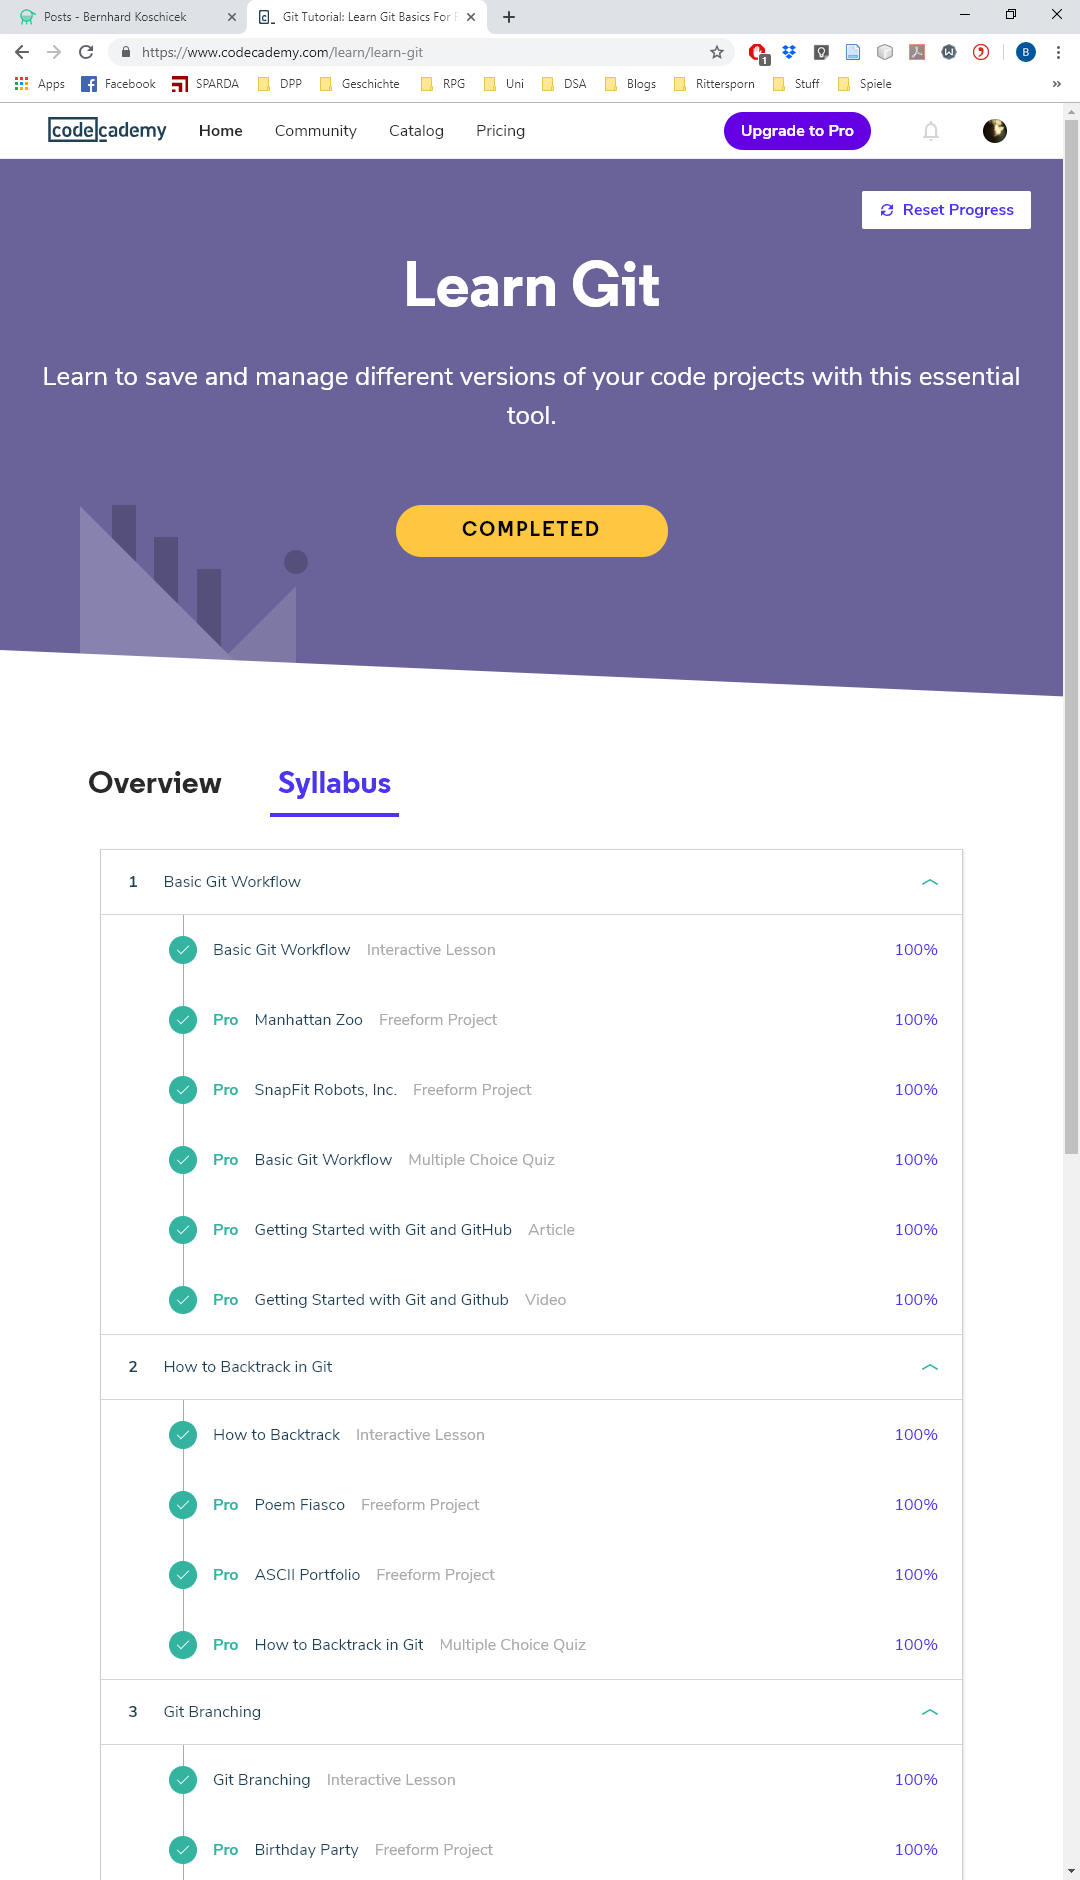 Posts - Bernhard Koschicek
Git Tutorial: Learn Git Basics For
https://www.codecademy.com/learn/learn-git
1
B
Apps Facebook SPARDA DPP Geschichte RPG Uni DSA Blogs Rittersporn Stuff Spiele »
codecademy Home Community Catalog Pricing Upgrade to Pro
Reset Progress
Learn Git
Learn to save and manage different versions of your code projects with this essential
tool.
COMPLETED
Overview Syllabus
1 Basic Git Workflow
Basic Git Workflow Interactive Lesson 100%
Pro Manhattan Zoo Freeform Project 100%
Pro SnapFit Robots, Inc. Freeform Project 100%
Pro Basic Git Workflow Multiple Choice Quiz 100%
Pro Getting Started with Git and GitHub Article 100%
Pro Getting Started with Git and Github Video 100%
2 How to Backtrack in Git
How to Backtrack Interactive Lesson 100%
Pro Poem Fiasco Freeform Project 100%
Pro ASCII Portfolio Freeform Project 100%
Pro How to Backtrack in Git Multiple Choice Quiz 100%
3 Git Branching
Git Branching Interactive Lesson 100%
Pro Birthday Party Freeform Project 100%